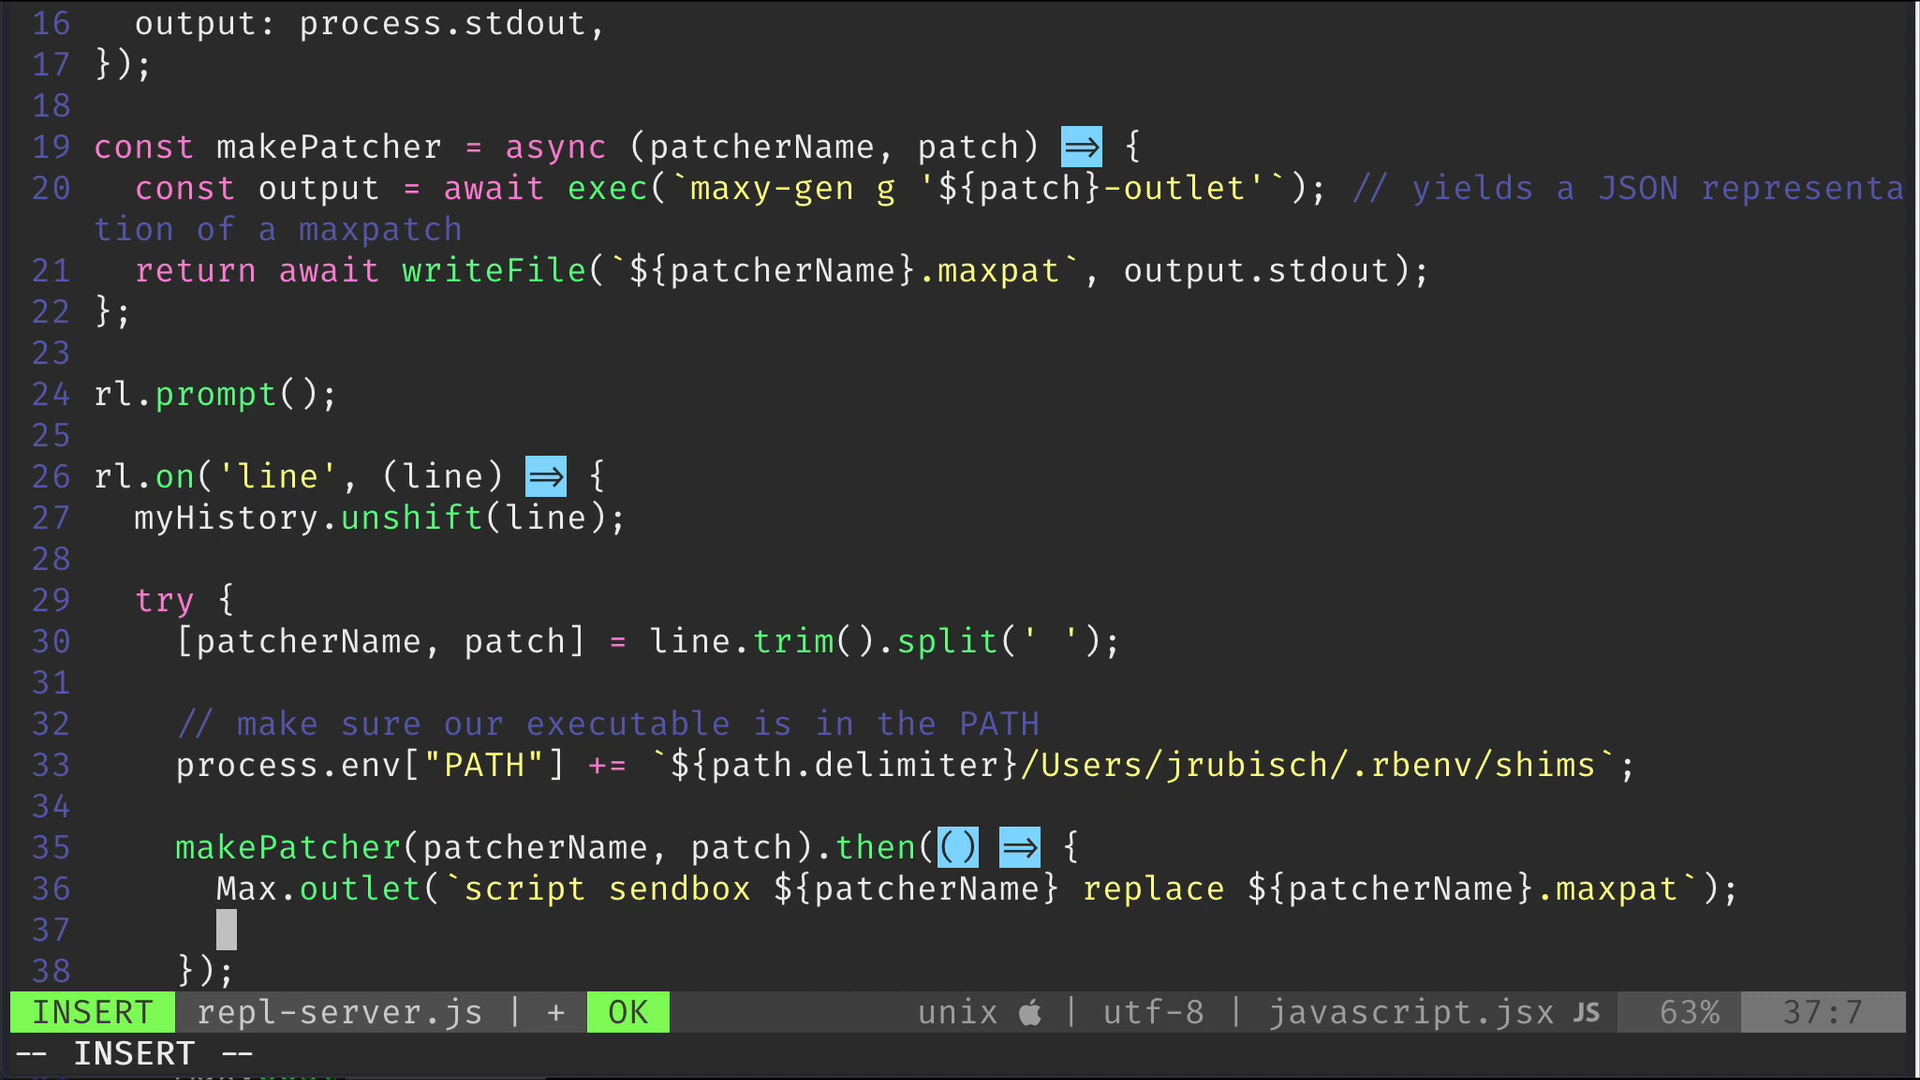 16   output: process.stdout,
17 });
18
19 const makePatcher = async (patcherName, patch) => {
20   const output = await exec(`maxy-gen g '${patch}-outlet'`); // yields a JSON representa
tion of a maxpatch
21   return await writeFile(`${patcherName}.maxpat`, output.stdout);
22 };
23
24 rl.prompt();
25
26 rl.on('line', (line) => {
27   myHistory.unshift(line);
28
29   try {
30     [patcherName, patch] = line.trim().split(' ');
31
32     // make sure our executable is in the PATH
33     process.env["PATH"] += `${path.delimiter}/Users/jrubisch/.rbenv/shims`;
34
35     makePatcher(patcherName, patch).then(() => {
36       Max.outlet(`script sendbox ${patcherName} replace ${patcherName}.maxpat`);
37
38     });
INSERT repl-server.js | + OK unix | utf-8 | javascript.jsx JS 63% 37:7
-- INSERT --